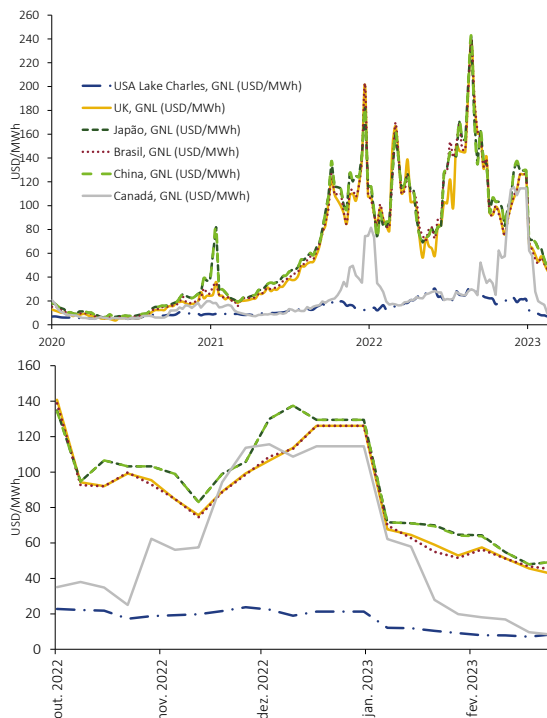 260
240
220
200
180
160
140
120
100
80
60
40
20
0
USD/MWh
USA Lake Charles, GNL (USD/MWh)
UK, GNL (USD/MWh)
Japão, GNL (USD/MWh)
Brasil, GNL (USD/MWh)
China, GNL (USD/MWh)
Canadá, GNL (USD/MWh)
2020 2021 2022 2023
160
140
120
100
80
60
40
20
0
USD/MWh
out. 2022
nov. 2022
dez. 2022
jan. 2023
fev. 2023